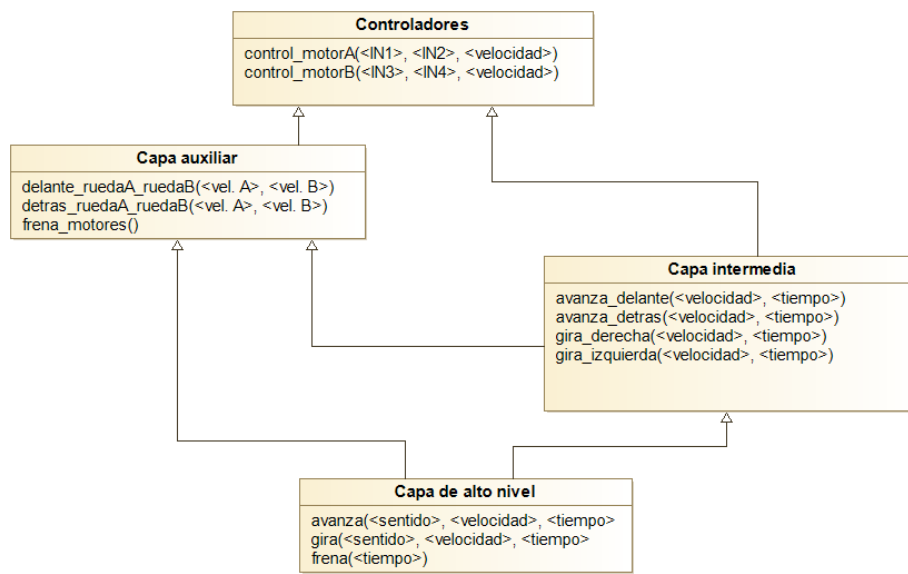 Controladores
control_motorA(<IN1>, <IN2>, <velocidad>)
control_motorB(<IN3>, <IN4>, <velocidad>)
Capa auxiliar
delante_ruedaA_ruedaB(<vel. A>, <vel. B>)
detras_ruedaA_ruedaB(<vel. A>, <vel. B>)
frena_motores()
Capa intermedia
avanza_delante(<velocidad>, <tiempo>)
avanza_detras(<velocidad>, <tiempo>)
gira_derecha(<velocidad>, <tiempo>)
gira_izquierda(<velocidad>, <tiempo>)
Capa de alto nivel
avanza(<sentido>, <velocidad>, <tiempo>
gira(<sentido>, <velocidad>, <tiempo>
frena(<tiempo>)